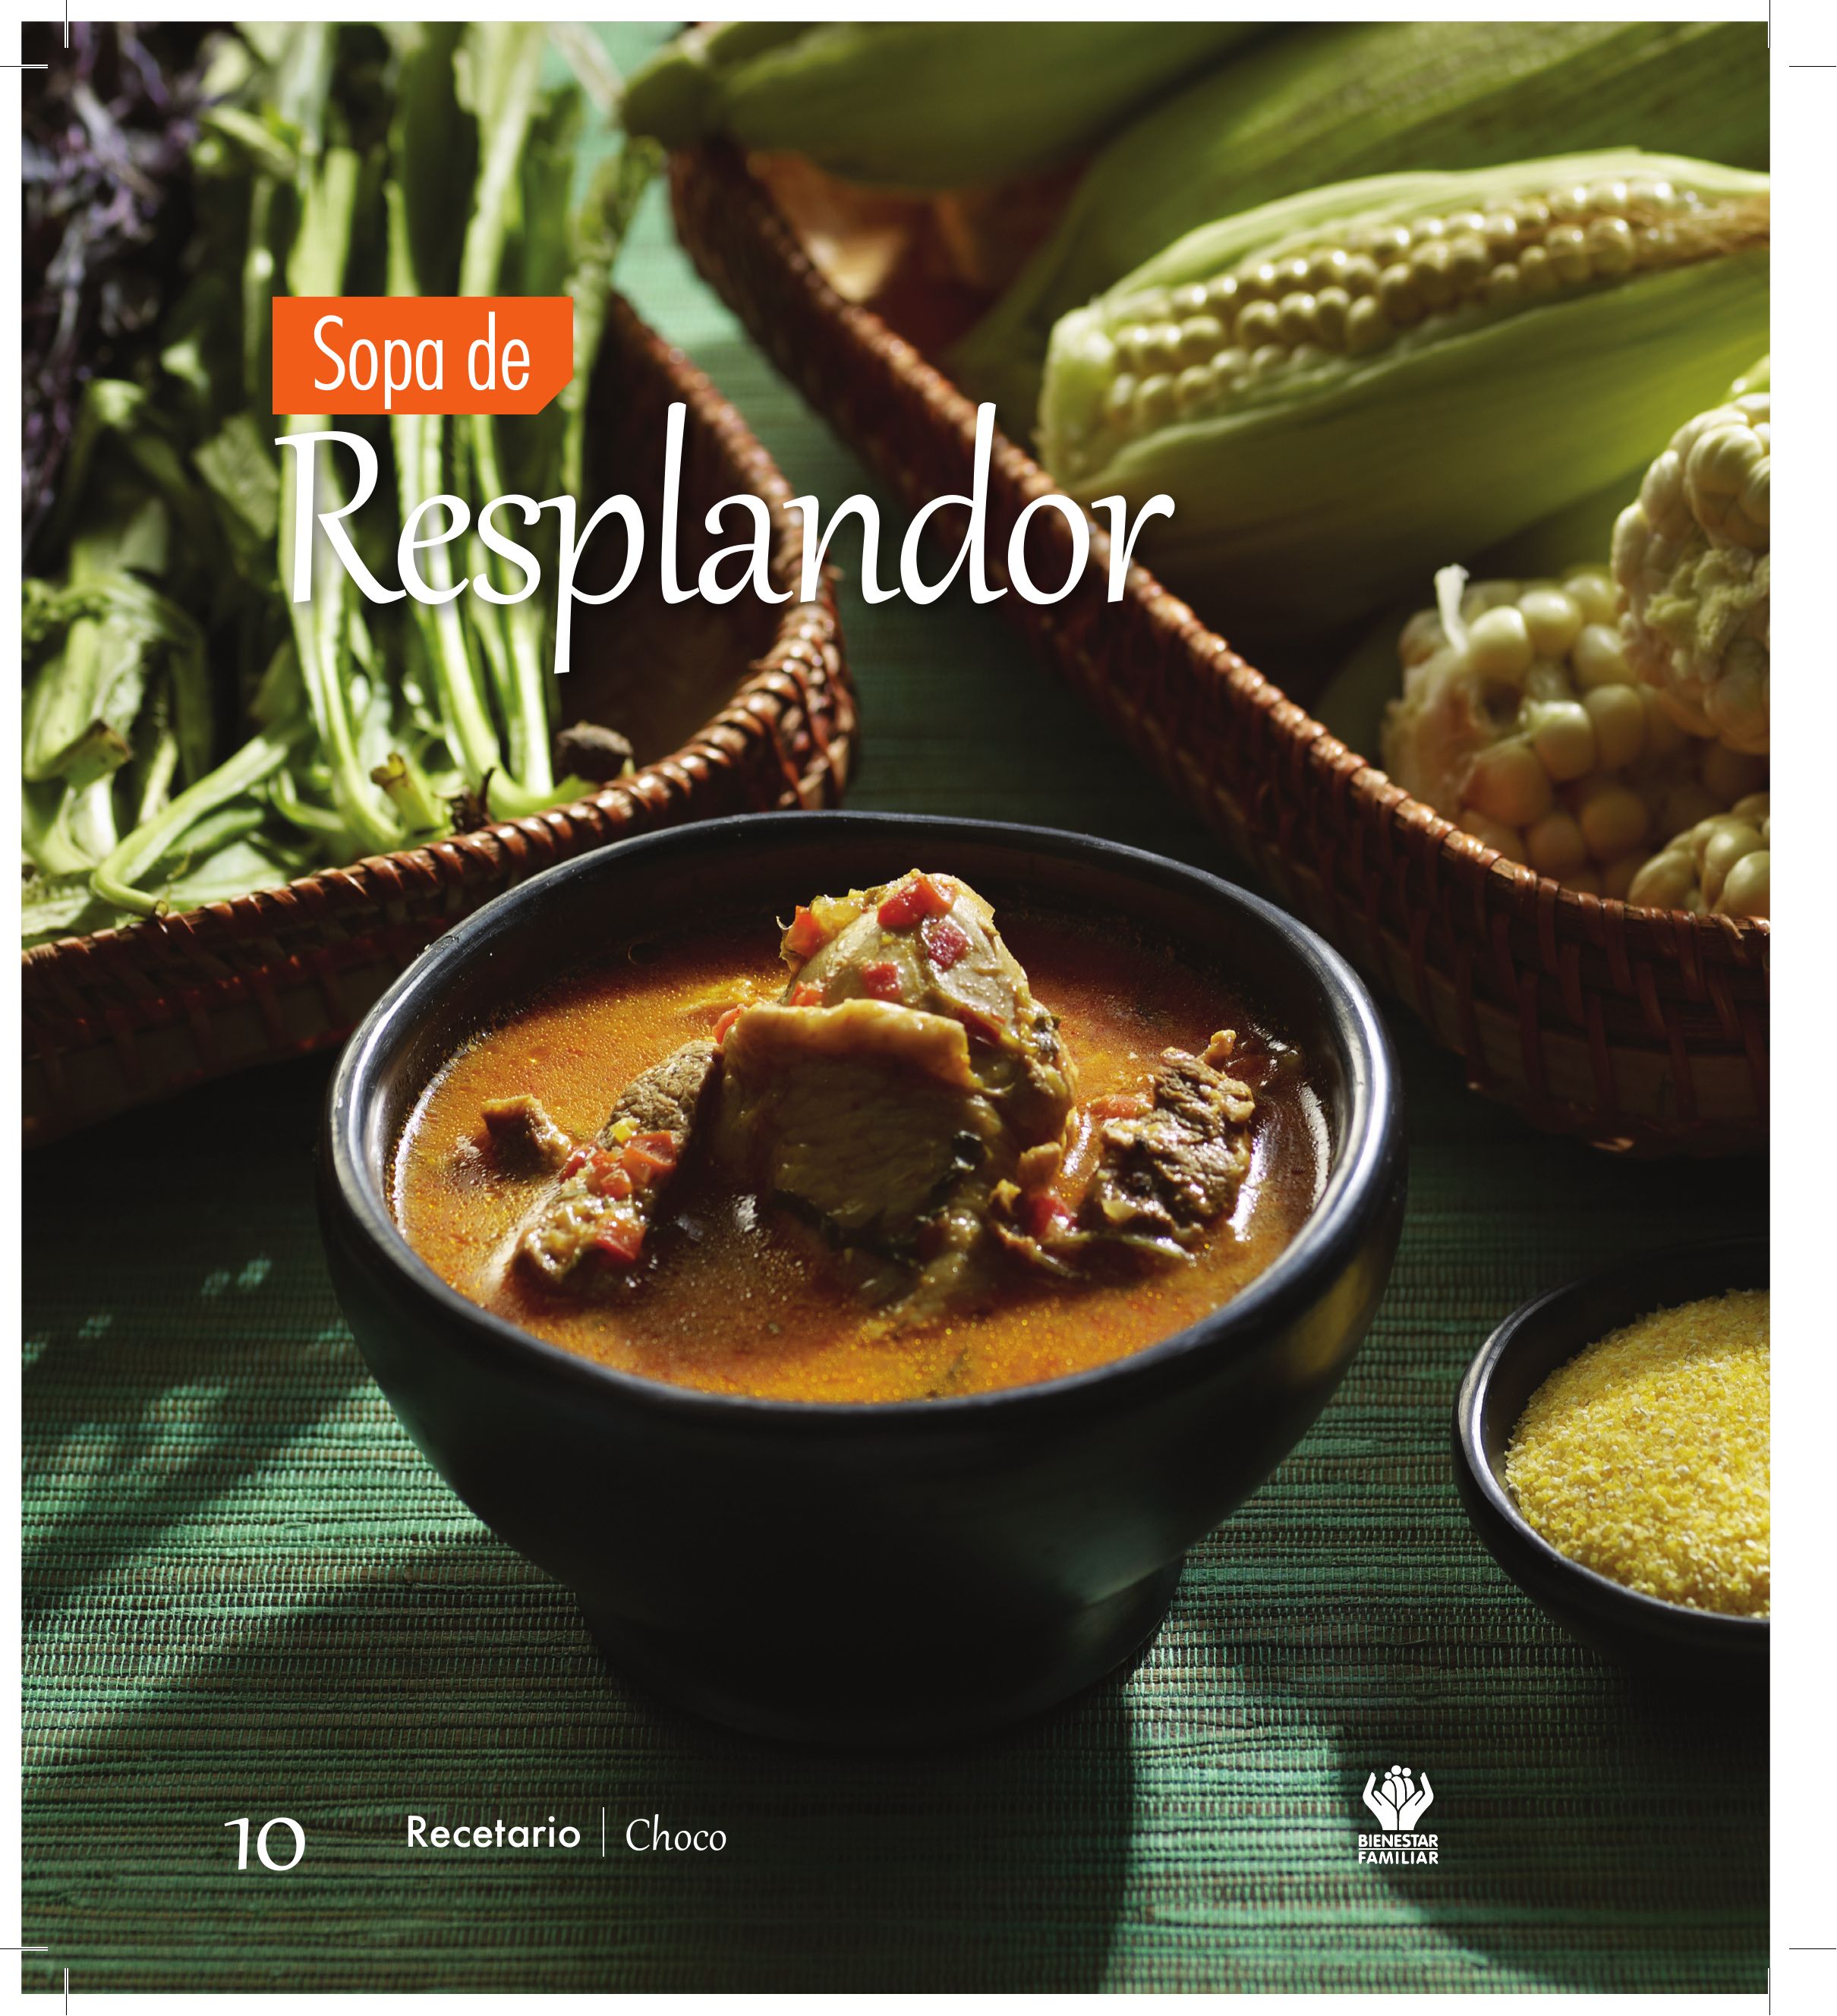 Sopa de
Resplandor
10 Recetario | Choco
BIENESTAR
FAMILIAR